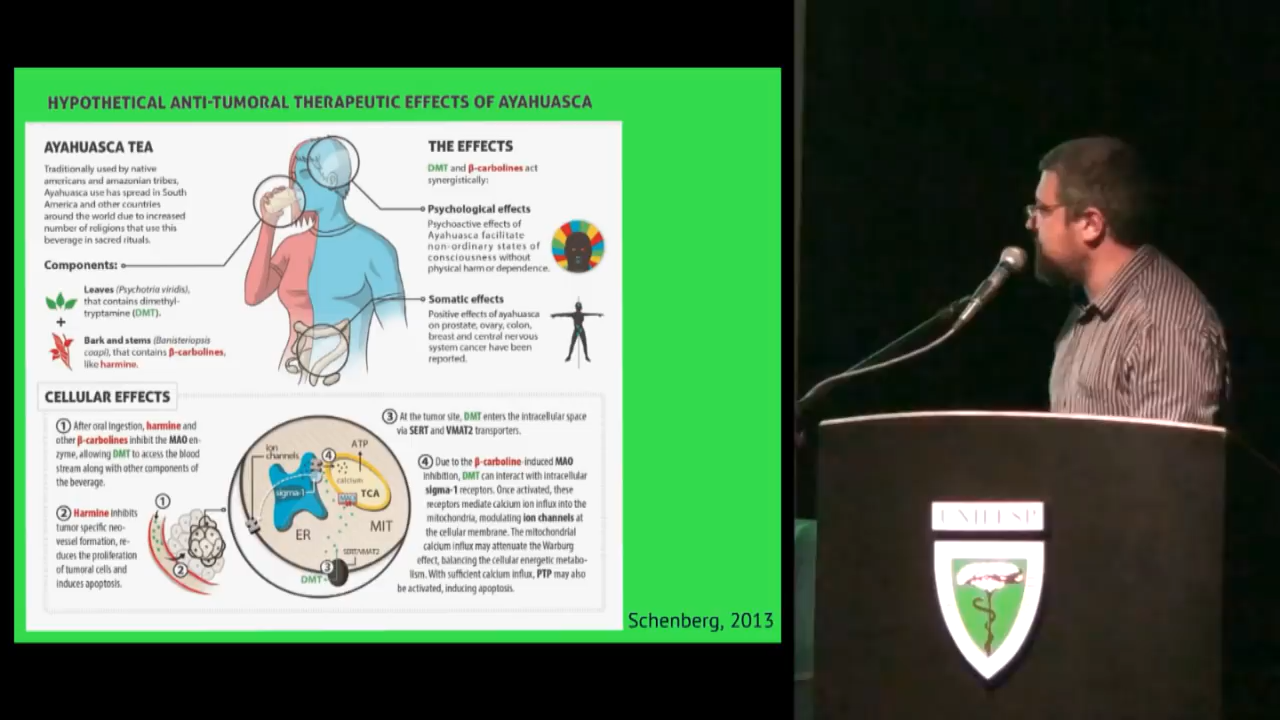 HYPOTHETICAL ANTI-TUMORAL THERAPEUTIC EFFECTS OF AYAHUASCA
AYAHUASCA TEA
Traditionally used by native
americans and amazonian tribes,
Ayahuasca use has spread in South
America and other countries
around the world due to increased
number of religions that use this
beverage in sacred rituals.
Components:
Leaves (Psychotria viridis),
that contains dimethyl-
tryptamine (DMT).
+
Bark and stems (Banisteriopsis
caapi), that contains β-carbolines,
like harmine.
THE EFFECTS
DMT and β-carbolines act
synergistically:
Psychological effects
Psychoactive effects of
Ayahuasca facilitate
non-ordinary states of
consciousness without
physical harm or dependence.
Somatic effects
Positive effects of ayahuasca
on prostate, ovary, colon,
breast and central nervous
system cancer have been
reported.
CELLULAR EFFECTS
1 After oral ingestion, harmine and
other β-carbolines inhibit the MAO en-
zyme, allowing DMT to access the blood
stream along with other components of
the beverage.
2 Harmine inhibits
tumor specific neo-
vessel formation, re-
duces the proliferation
of tumoral cells and
induces apoptosis.
1
2
ion
channels
4
ATP
calcium
sigma-1
MAO
TCA
ER
MIT
SERT/VMAT2
3
DMT
3 At the tumor site, DMT enters the intracellular space
via SERT and VMAT2 transporters.
4 Due to the β-carboline-induced MAO
inhibition, DMT can interact with intracellular
sigma-1 receptors. Once activated, these
receptors mediate calcium ion influx into the
mitochondria, modulating ion channels at
the cellular membrane. The mitochondrial
calcium influx may attenuate the Warburg
effect, balancing the cellular energetic metabo-
lism. With sufficient calcium influx, PTP may also
be activated, inducing apoptosis.
Schenberg, 2013
UNIFESP